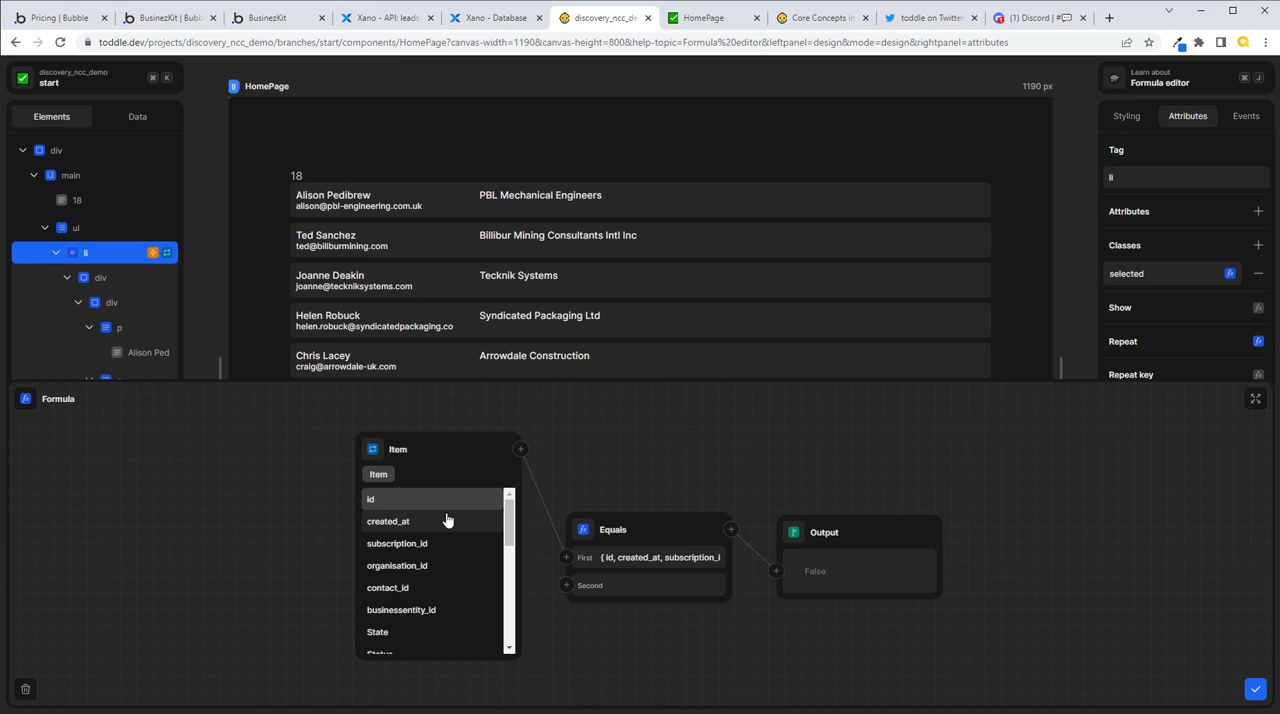 Pricing | Bubble
BusinezKit | Bubb
BusinezKit
Xano - API: leads
Xano - Database
discovery_ncc_de
HomePage
Core Concepts in
toddle on Twitter
(1) Discord | #
toddle.dev/projects/discovery_ncc_demo/branches/start/components/HomePage?canvas-width=1190&canvas-height=800&help-topic=Formula%20editor&leftpanel=design&mode=design&rightpanel=attributes
discovery_ncc_demo
start
K
HomePage
1190 px
Learn about
Formula editor
J
Elements
Data
Styling
Attributes
Events
div
main
18
ul
li
div
div
p
Alison Ped
18
Alison Pedibrew
PBL Mechanical Engineers
alison@pbl-engineering.com.uk
Ted Sanchez
Billibur Mining Consultants Intl Inc
ted@biliburmining.com
Joanne Deakin
Tecknik Systems
joanne@teckniksystems.com
Helen Robuck
Syndicated Packaging Ltd
helen.robuck@syndicatedpackaging.co
Chris Lacey
Arrowdale Construction
craig@arrowdale-uk.com
Tag
li
Attributes
Classes
selected
Show
Repeat
Repeat key
Formula
Item
Item
id
created_at
subscription_id
organisation_id
contact_id
businessentity_id
State
Status
Equals
First { id, created_at, subscription_i
Second
Output
False